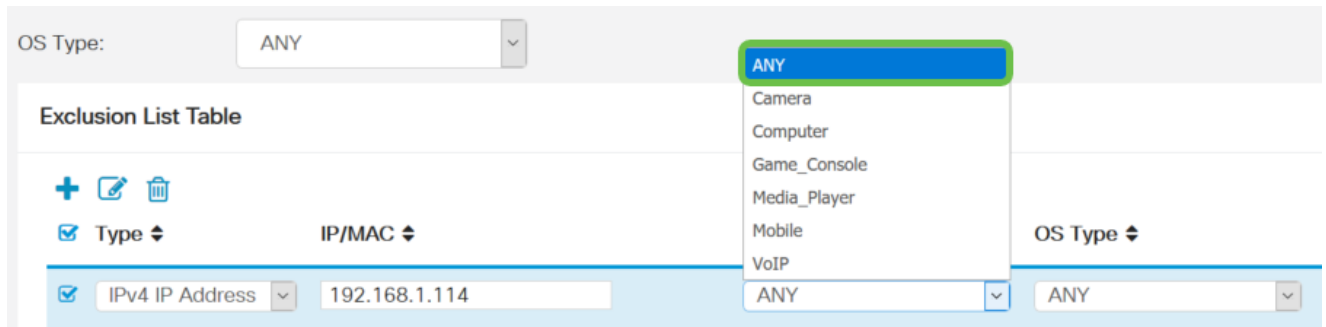 OS Type:
ANY
ANY
Camera
Computer
Game_Console
Media_Player
Mobile
VoIP
Exclusion List Table
Type IP/MAC OS Type
IPv4 IP Address 192.168.1.114 ANY ANY